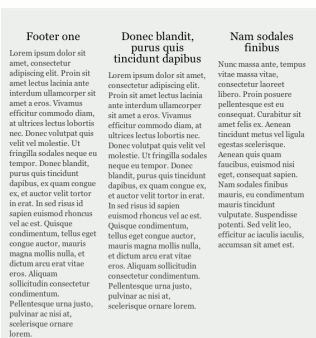 Footer one
Lorem ipsum dolor sit
amet, consectetur
adipiscing elit. Proin sit
amet lectus lacinia ante
interdum ullamcorper sit
amet a eros. Vivamus
efficitur commodo diam,
at ultrices lectus lobortis
nec. Donec volutpat quis
velit vel molestie. Ut
fringilla sodales neque eu
tempor. Donec blandit,
purus quis tincidunt
dapibus, ex quam congue
ex, et auctor velit tortor
in erat. In sed risus id
sapien euismod rhoncus
vel ac est. Quisque
condimentum, tellus eget
congue auctor, mauris
magna mollis nulla, et
dictum arcu erat vitae
eros. Aliquam
sollicitudin consectetur
condimentum.
Pellentesque urna justo,
pulvinar ac nisi at,
scelerisque ornare
lorem.
Donec blandit,
purus quis
tincidunt dapibus
Lorem ipsum dolor sit amet,
consectetur adipiscing elit.
Proin sit amet lectus lacinia
ante interdum ullamcorper
sit amet a eros. Vivamus
efficitur commodo diam, at
ultrices lectus lobortis nec.
Donec volutpat quis velit vel
molestie. Ut fringilla sodales
neque eu tempor. Donec
blandit, purus quis tincidunt
dapibus, ex quam congue ex,
et auctor velit tortor in erat.
In sed risus id sapien
euismod rhoncus vel ac est.
Quisque condimentum,
tellus eget congue auctor,
mauris magna mollis nulla,
et dictum arcu erat vitae
eros. Aliquam sollicitudin
consectetur condimentum.
Pellentesque urna justo,
pulvinar ac nisi at,
scelerisque ornare lorem.
Nam sodales
finibus
Nunc massa ante, tempus
vitae massa vitae,
consectetur laoreet
libero. Proin posuere
pellentesque est eu
consequat. Curabitur sit
amet felis ex. Aenean
tincidunt metus vel ligula
egestas scelerisque.
Aenean quis quam
faucibus, euismod nisi
eget, consequat sapien.
Nam sodales finibus
mauris, eu condimentum
mauris tincidunt
vulputate. Suspendisse
potenti. Sed velit leo,
efficitur ac iaculis iaculis,
accumsan sit amet est.